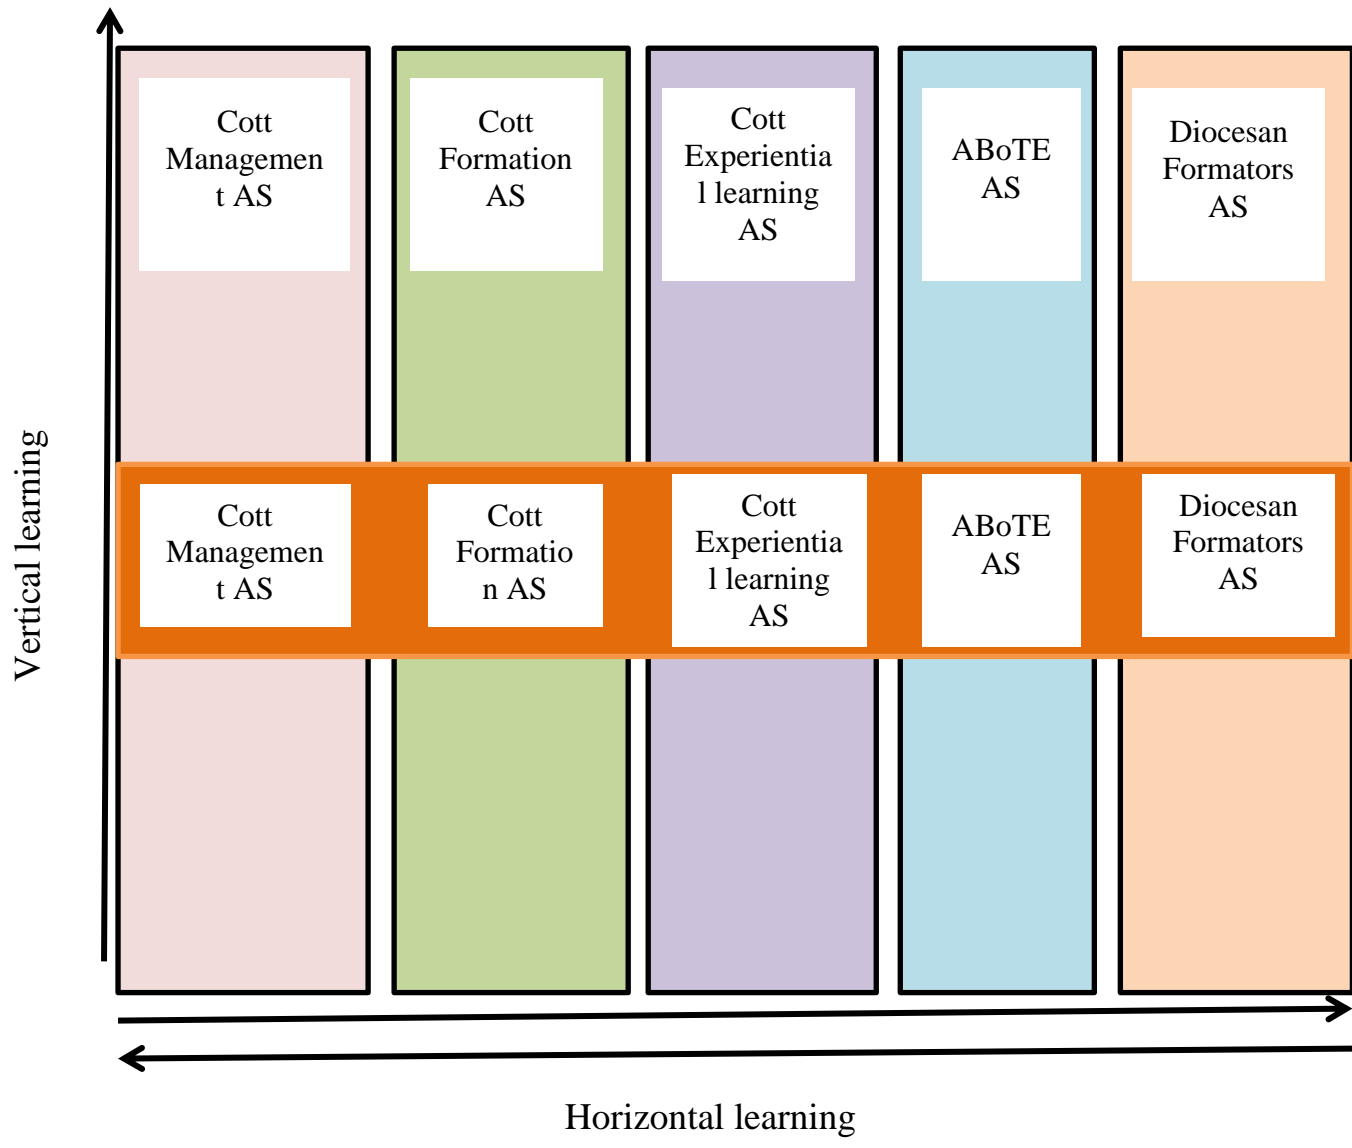 Cott
Managemen
t AS
Cott
Formation
AS
Cott
Experientia
l learning
AS
ABoTE
AS
Diocesan
Formators
AS
Vertical learning
Cott
Managemen
t AS
Cott
Formatio
n AS
Cott
Experientia
l learning
AS
ABoTE
AS
Diocesan
Formators
AS
Horizontal learning